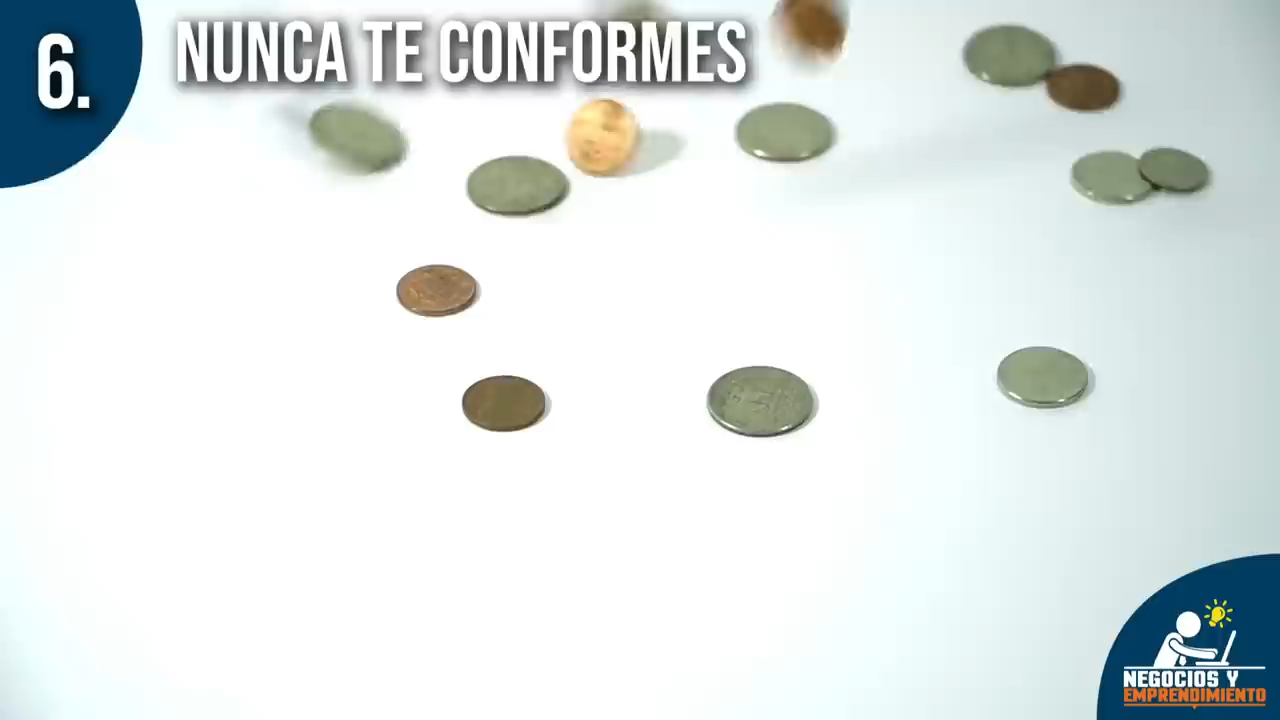 6.
NUNCA TE CONFORMES
NEGOCIOS Y
EMPRENDIMIENTO